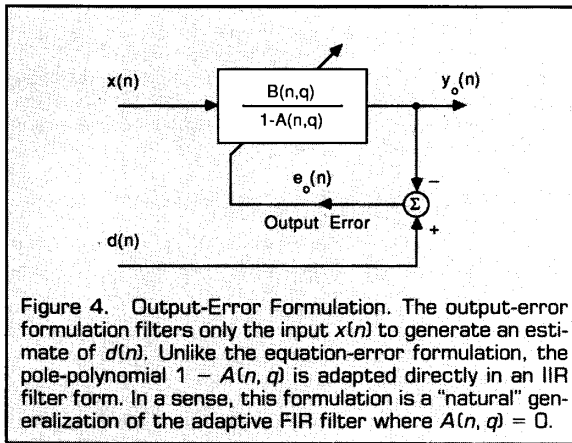 x(n)
B(n,q)
1-A(n,q)
y_o(n)
e_o(n)
−
Σ
Output Error
+
d(n)
Figure 4. Output-Error Formulation. The output-error
formulation filters only the input x(n) to generate an esti-
mate of d(n). Unlike the equation-error formulation, the
pole-polynomial 1 − A(n, q) is adapted directly in an IIR
filter form. In a sense, this formulation is a "natural" gen-
eralization of the adaptive FIR filter where A(n, q) = 0.